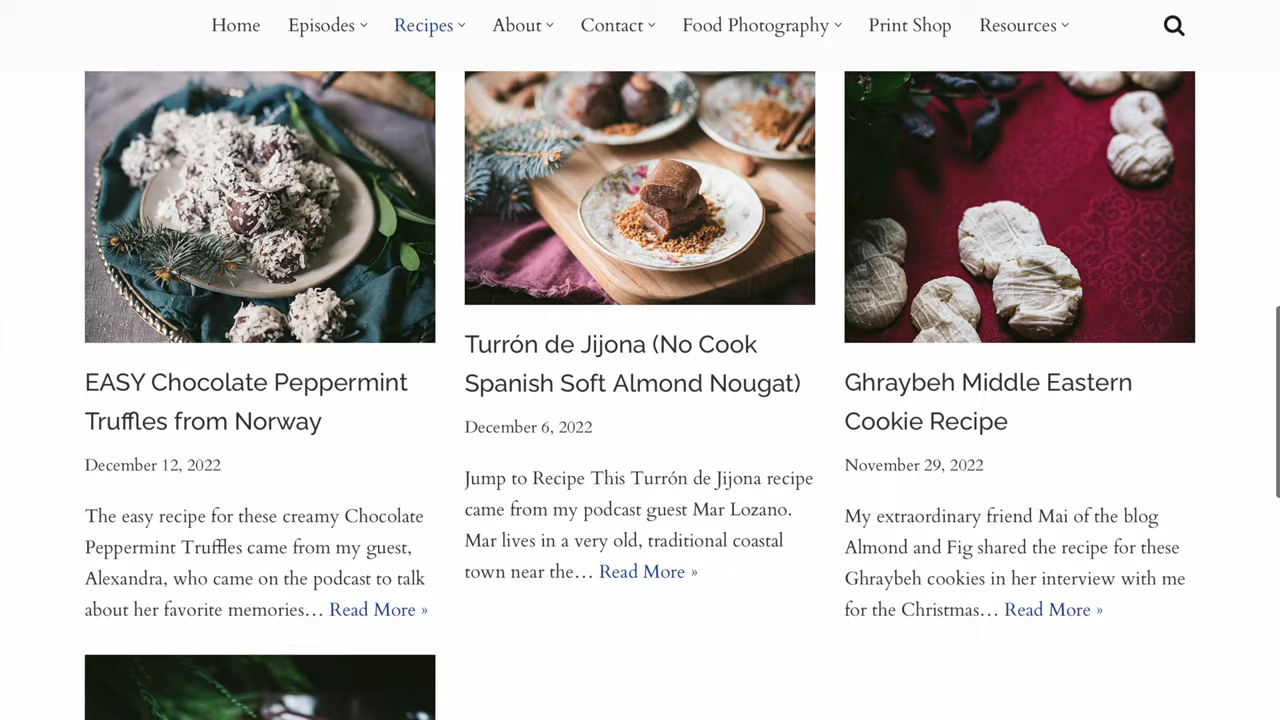 Home Episodes Recipes About Contact Food Photography Print Shop Resources
EASY Chocolate Peppermint
Truffles from Norway
December 12, 2022
The easy recipe for these creamy Chocolate
Peppermint Truffles came from my guest,
Alexandra, who came on the podcast to talk
about her favorite memories… Read More »
Turrón de Jijona (No Cook
Spanish Soft Almond Nougat)
December 6, 2022
Jump to Recipe This Turrón de Jijona recipe
came from my podcast guest Mar Lozano.
Mar lives in a very old, traditional coastal
town near the… Read More »
Ghraybeh Middle Eastern
Cookie Recipe
November 29, 2022
My extraordinary friend Mai of the blog
Almond and Fig shared the recipe for these
Ghraybeh cookies in her interview with me
for the Christmas… Read More »